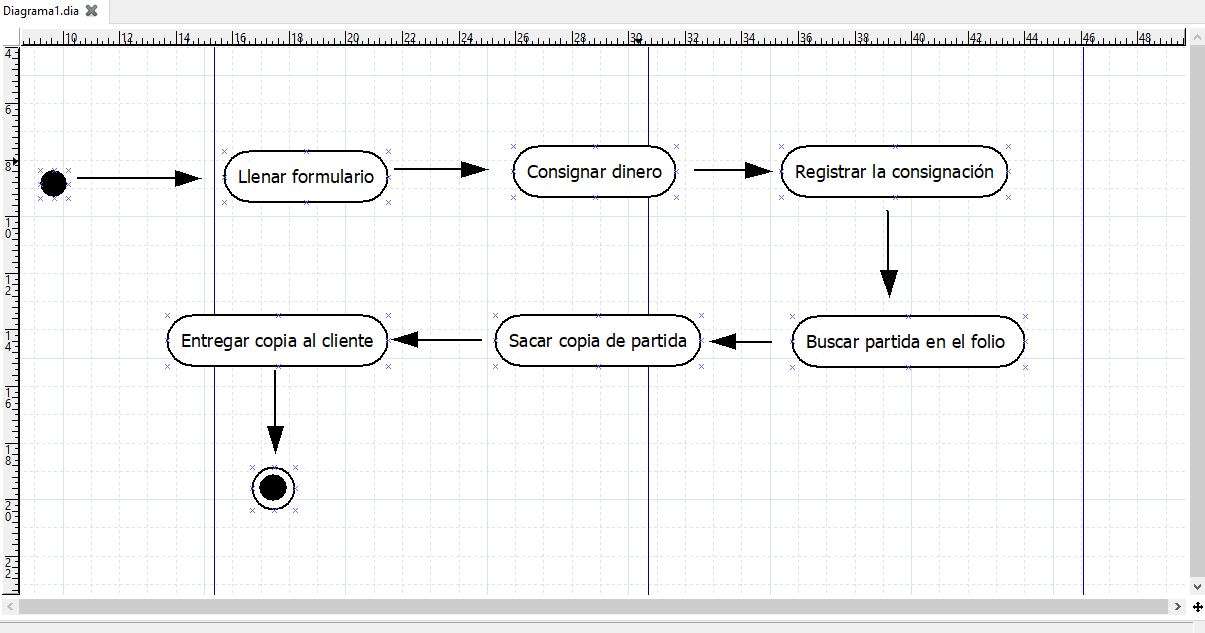 Diagrama1.dia
10 12 14 16 18 20 22 24 26 28 30 32 34 36 38 40 42 44 46 48
4
6
8
10
12
14
16
18
20
22
Llenar formulario
Consignar dinero
Registrar la consignación
Entregar copia al cliente
Sacar copia de partida
Buscar partida en el folio